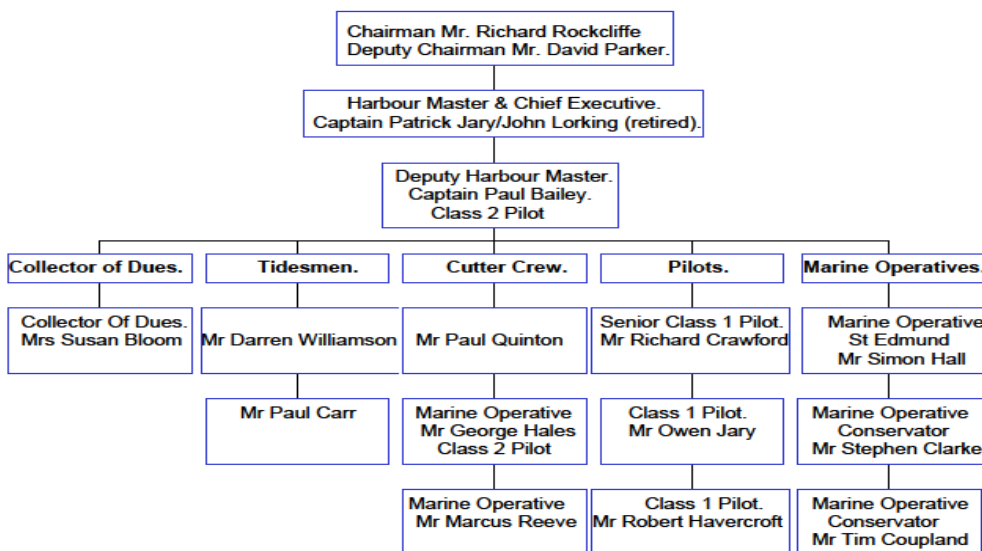 Chairman Mr. Richard Rockcliffe
Deputy Chairman Mr. David Parker.
Harbour Master & Chief Executive.
Captain Patrick Jary/John Lorking (retired).
Deputy Harbour Master.
Captain Paul Bailey.
Class 2 Pilot
Collector of Dues.
Tidesmen.
Cutter Crew.
Pilots.
Marine Operatives.
Collector Of Dues.
Mrs Susan Bloom
Mr Darren Williamson
Mr Paul Quinton
Senior Class 1 Pilot.
Mr Richard Crawford
Marine Operative
St Edmund
Mr Simon Hall
Mr Paul Carr
Marine Operative
Mr George Hales
Class 2 Pilot
Class 1 Pilot.
Mr Owen Jary
Marine Operative
Conservator
Mr Stephen Clarke
Marine Operative
Mr Marcus Reeve
Class 1 Pilot.
Mr Robert Havercroft
Marine Operative
Conservator
Mr Tim Coupland